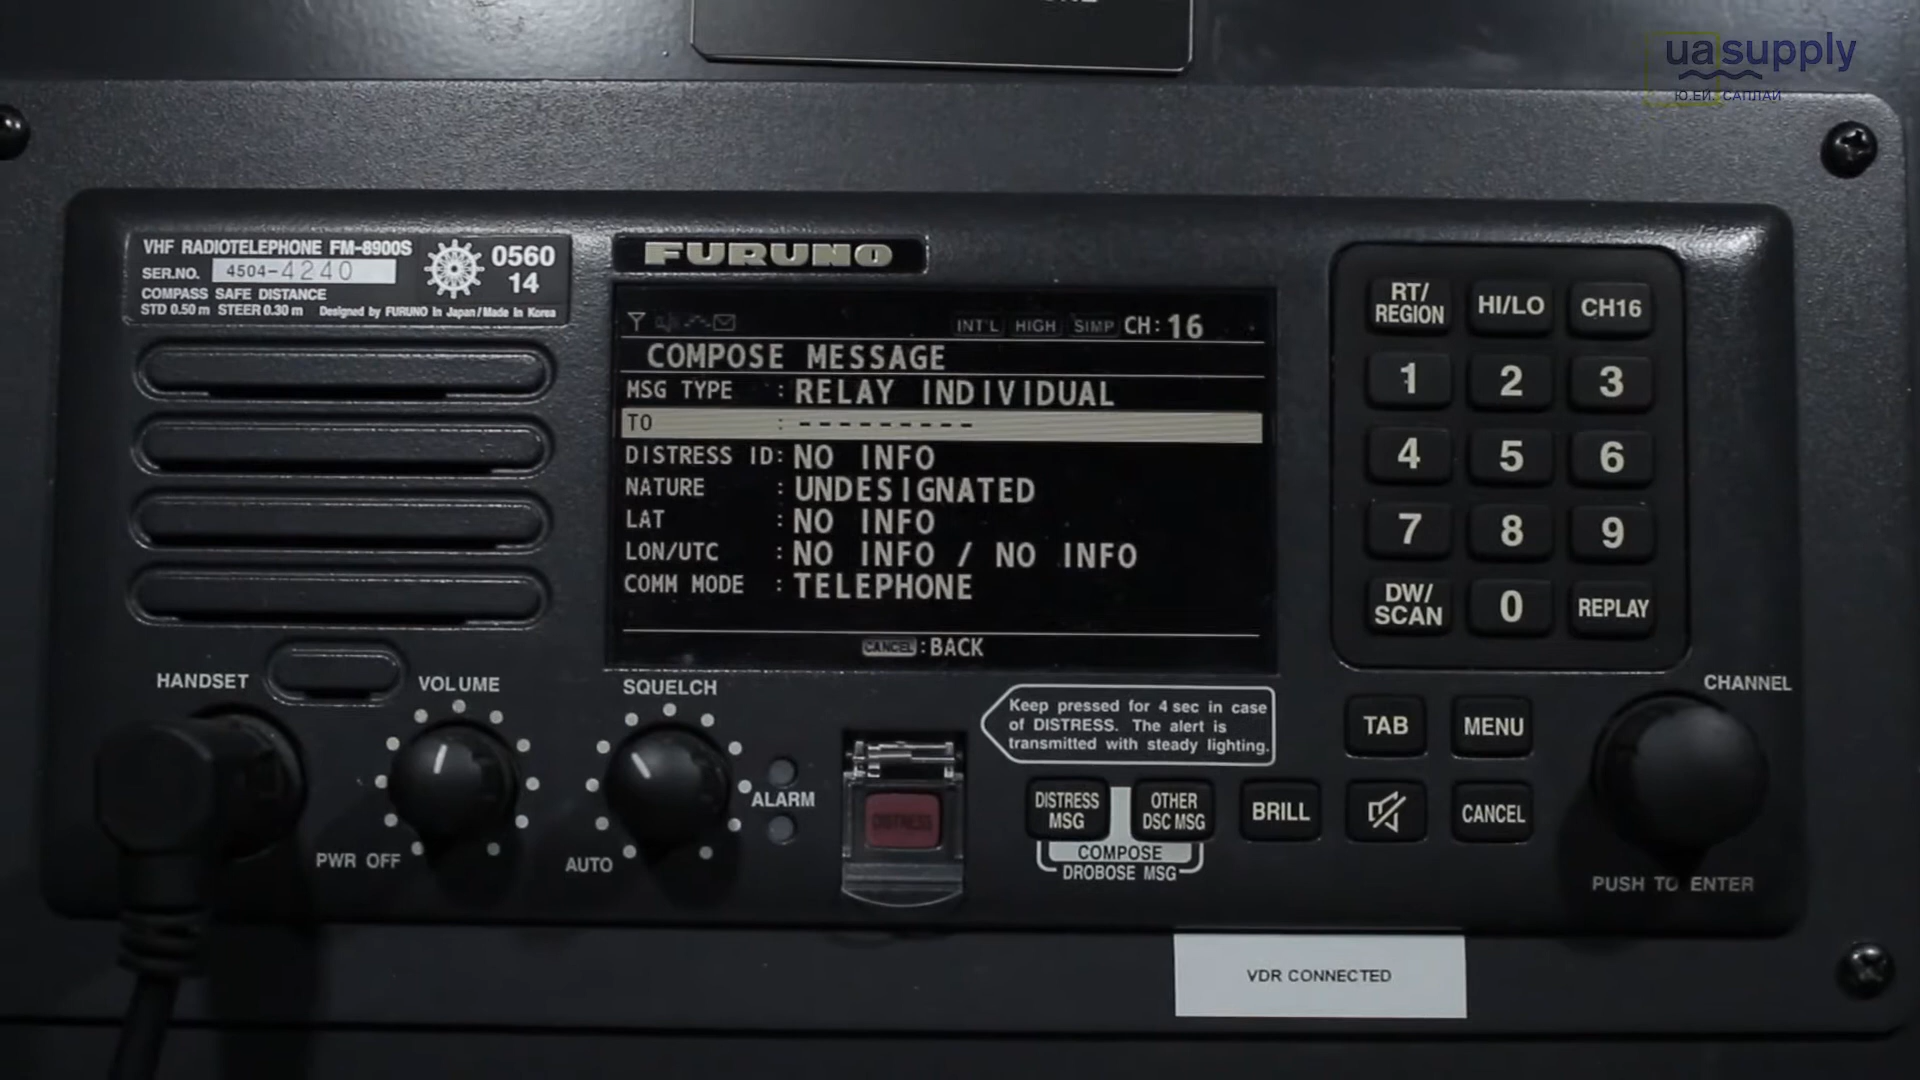 uasupply
Ю.ЕЙ. САПЛАЙ
VHF RADIOTELEPHONE FM-8900S
SER.NO. 4504-4240
COMPASS SAFE DISTANCE
STD 0.50 m STEER 0.30 m Designed by FURUNO In Japan/Made In Korea
0560
14
FURUNO
INT'L HIGH SIMP CH:16
COMPOSE MESSAGE
MSG TYPE : RELAY INDIVIDUAL
TO : ---------
DISTRESS ID: NO INFO
NATURE : UNDESIGNATED
LAT : NO INFO
LON/UTC : NO INFO / NO INFO
COMM MODE : TELEPHONE
CANCEL :BACK
RT/
REGION
HI/LO
CH16
1 2 3
4 5 6
7 8 9
DW/
SCAN
0
REPLAY
HANDSET
VOLUME
PWR OFF
SQUELCH
AUTO
ALARM
DISTRESS
Keep pressed for 4 sec in case
of DISTRESS. The alert is
transmitted with steady lighting.
DISTRESS
MSG
OTHER
DSC MSG
COMPOSE
DROBOSE MSG
BRILL
TAB
MENU
CANCEL
CHANNEL
PUSH TO ENTER
VDR CONNECTED